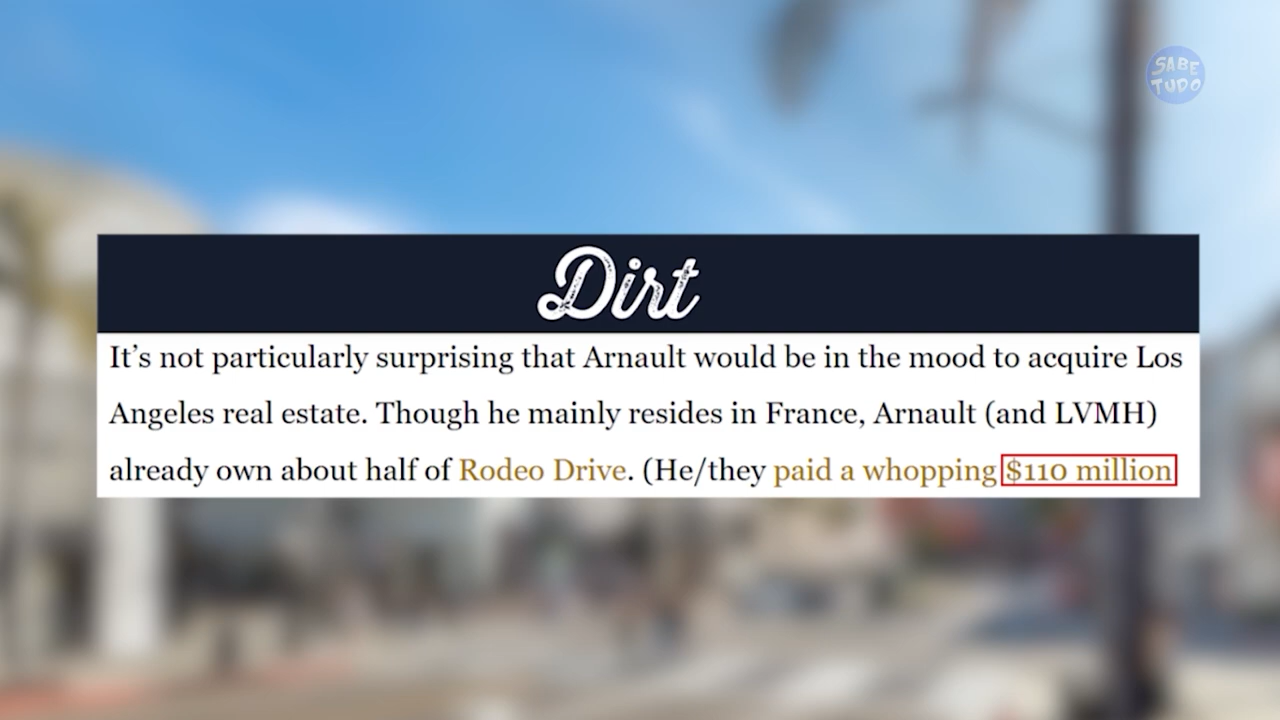 SABE
TUDO
Dirt
It’s not particularly surprising that Arnault would be in the mood to acquire Los
Angeles real estate. Though he mainly resides in France, Arnault (and LVMH)
already own about half of Rodeo Drive. (He/they paid a whopping $110 million